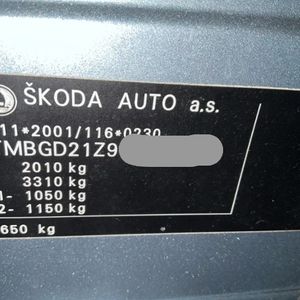 ŠKODA AUTO a.s.
11*2001/116*0230
TMBGD21Z9
2010 kg
3310 kg
1- 1050 kg
2- 1150 kg
650 kg